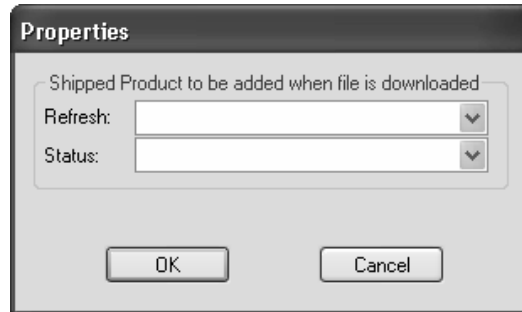 Properties
Shipped Product to be added when file is downloaded
Refresh:
Status:
OK
Cancel